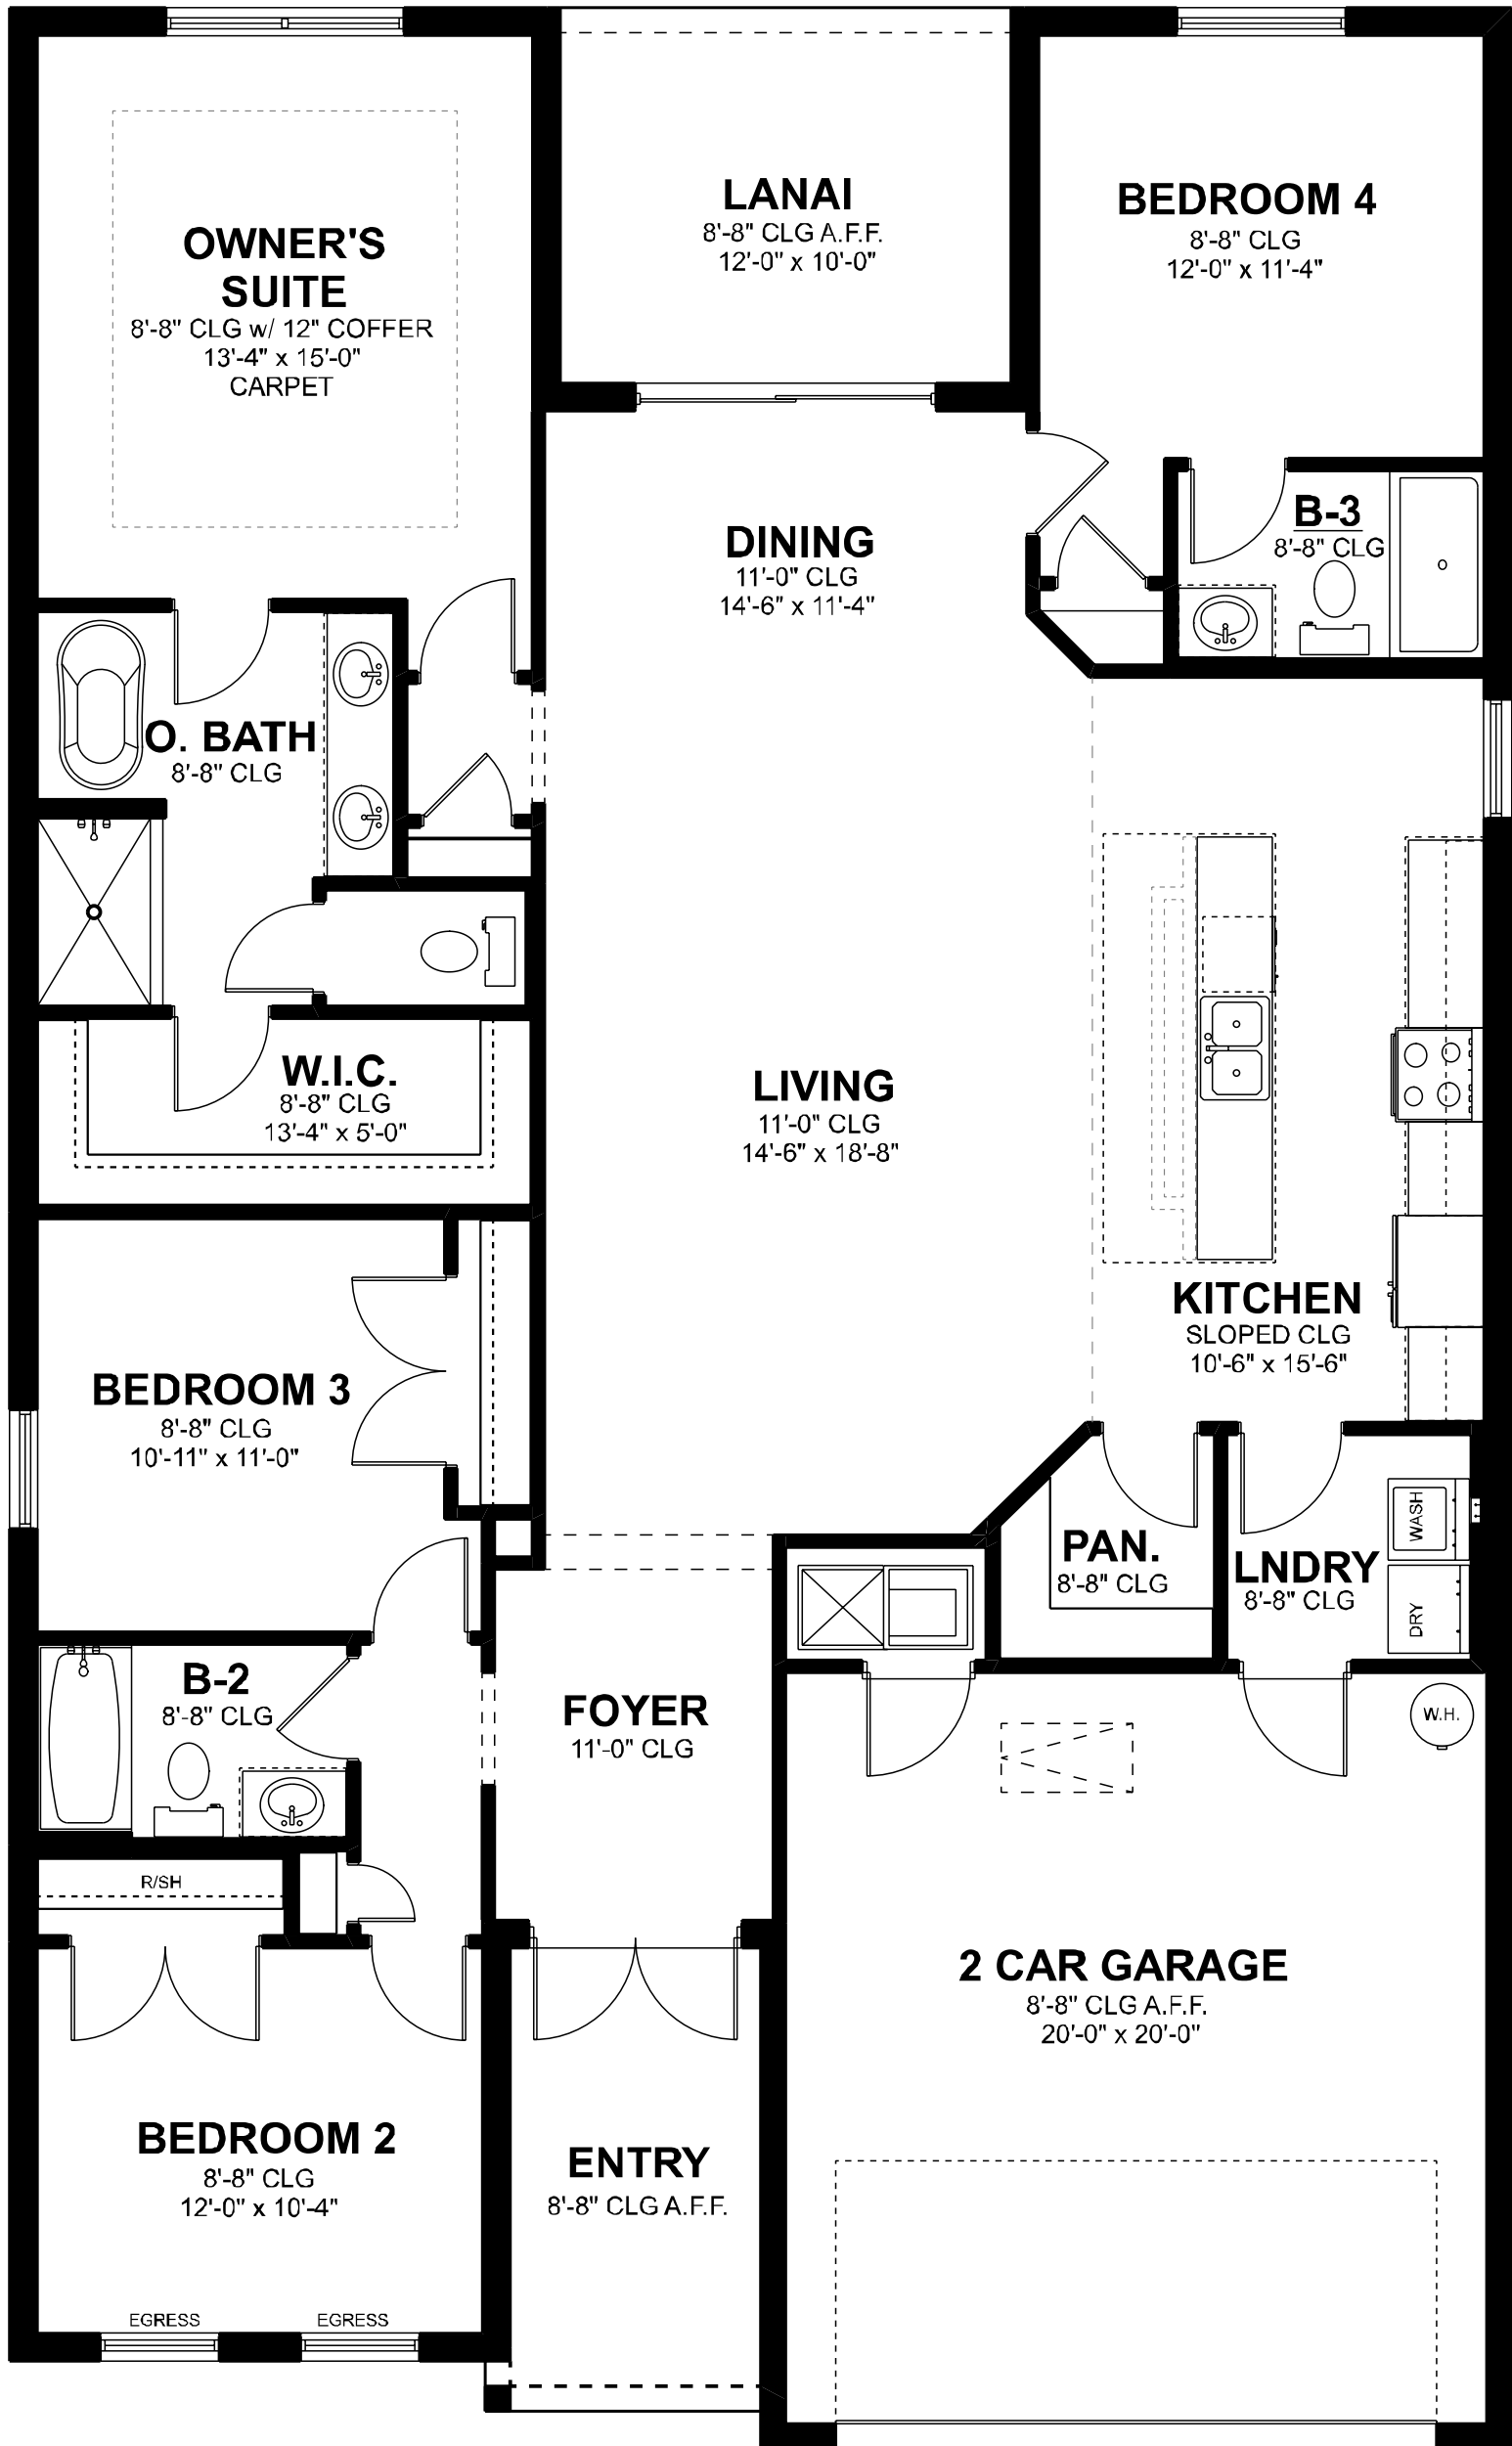 LANAI
8'-8" CLG A.F.F.
12'-0" x 10'-0"
BEDROOM 4
8'-8" CLG
12'-0" x 11'-4"
OWNER'S
SUITE
8'-8" CLG w/ 12" COFFER
13'-4" x 15'-0"
CARPET
B-3
8'-8" CLG
DINING
11'-0" CLG
14'-6" x 11'-4"
O. BATH
8'-8" CLG
W.I.C.
8'-8" CLG
13'-4" x 5'-0"
LIVING
11'-0" CLG
14'-6" x 18'-8"
KITCHEN
SLOPED CLG
10'-6" x 15'-6"
BEDROOM 3
8'-8" CLG
10'-11" x 11'-0"
WASH
PAN.
8'-8" CLG
LNDRY
8'-8" CLG
DRY
B-2
8'-8" CLG
FOYER
11'-0" CLG
W.H.
R/SH
2 CAR GARAGE
8'-8" CLG A.F.F.
20'-0" x 20'-0"
BEDROOM 2
8'-8" CLG
12'-0" x 10'-4"
ENTRY
8'-8" CLG A.F.F.
EGRESS
EGRESS